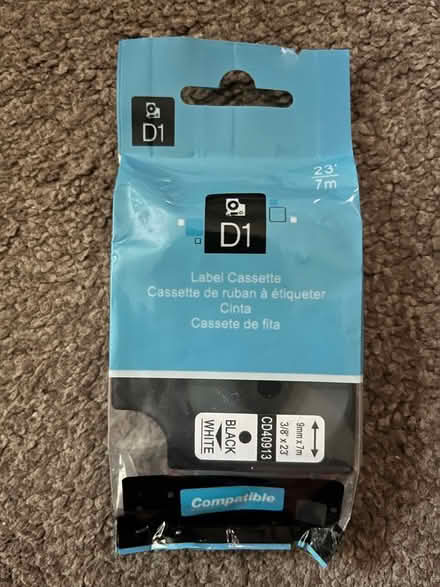 D1
23'
7m
D1
Label Cassette
Cassette de ruban à étiqueter
Cinta
Cassette de fita
BLACK
WHITE
CD40913
9mm x 7m
3/8" x 23'
Compatible